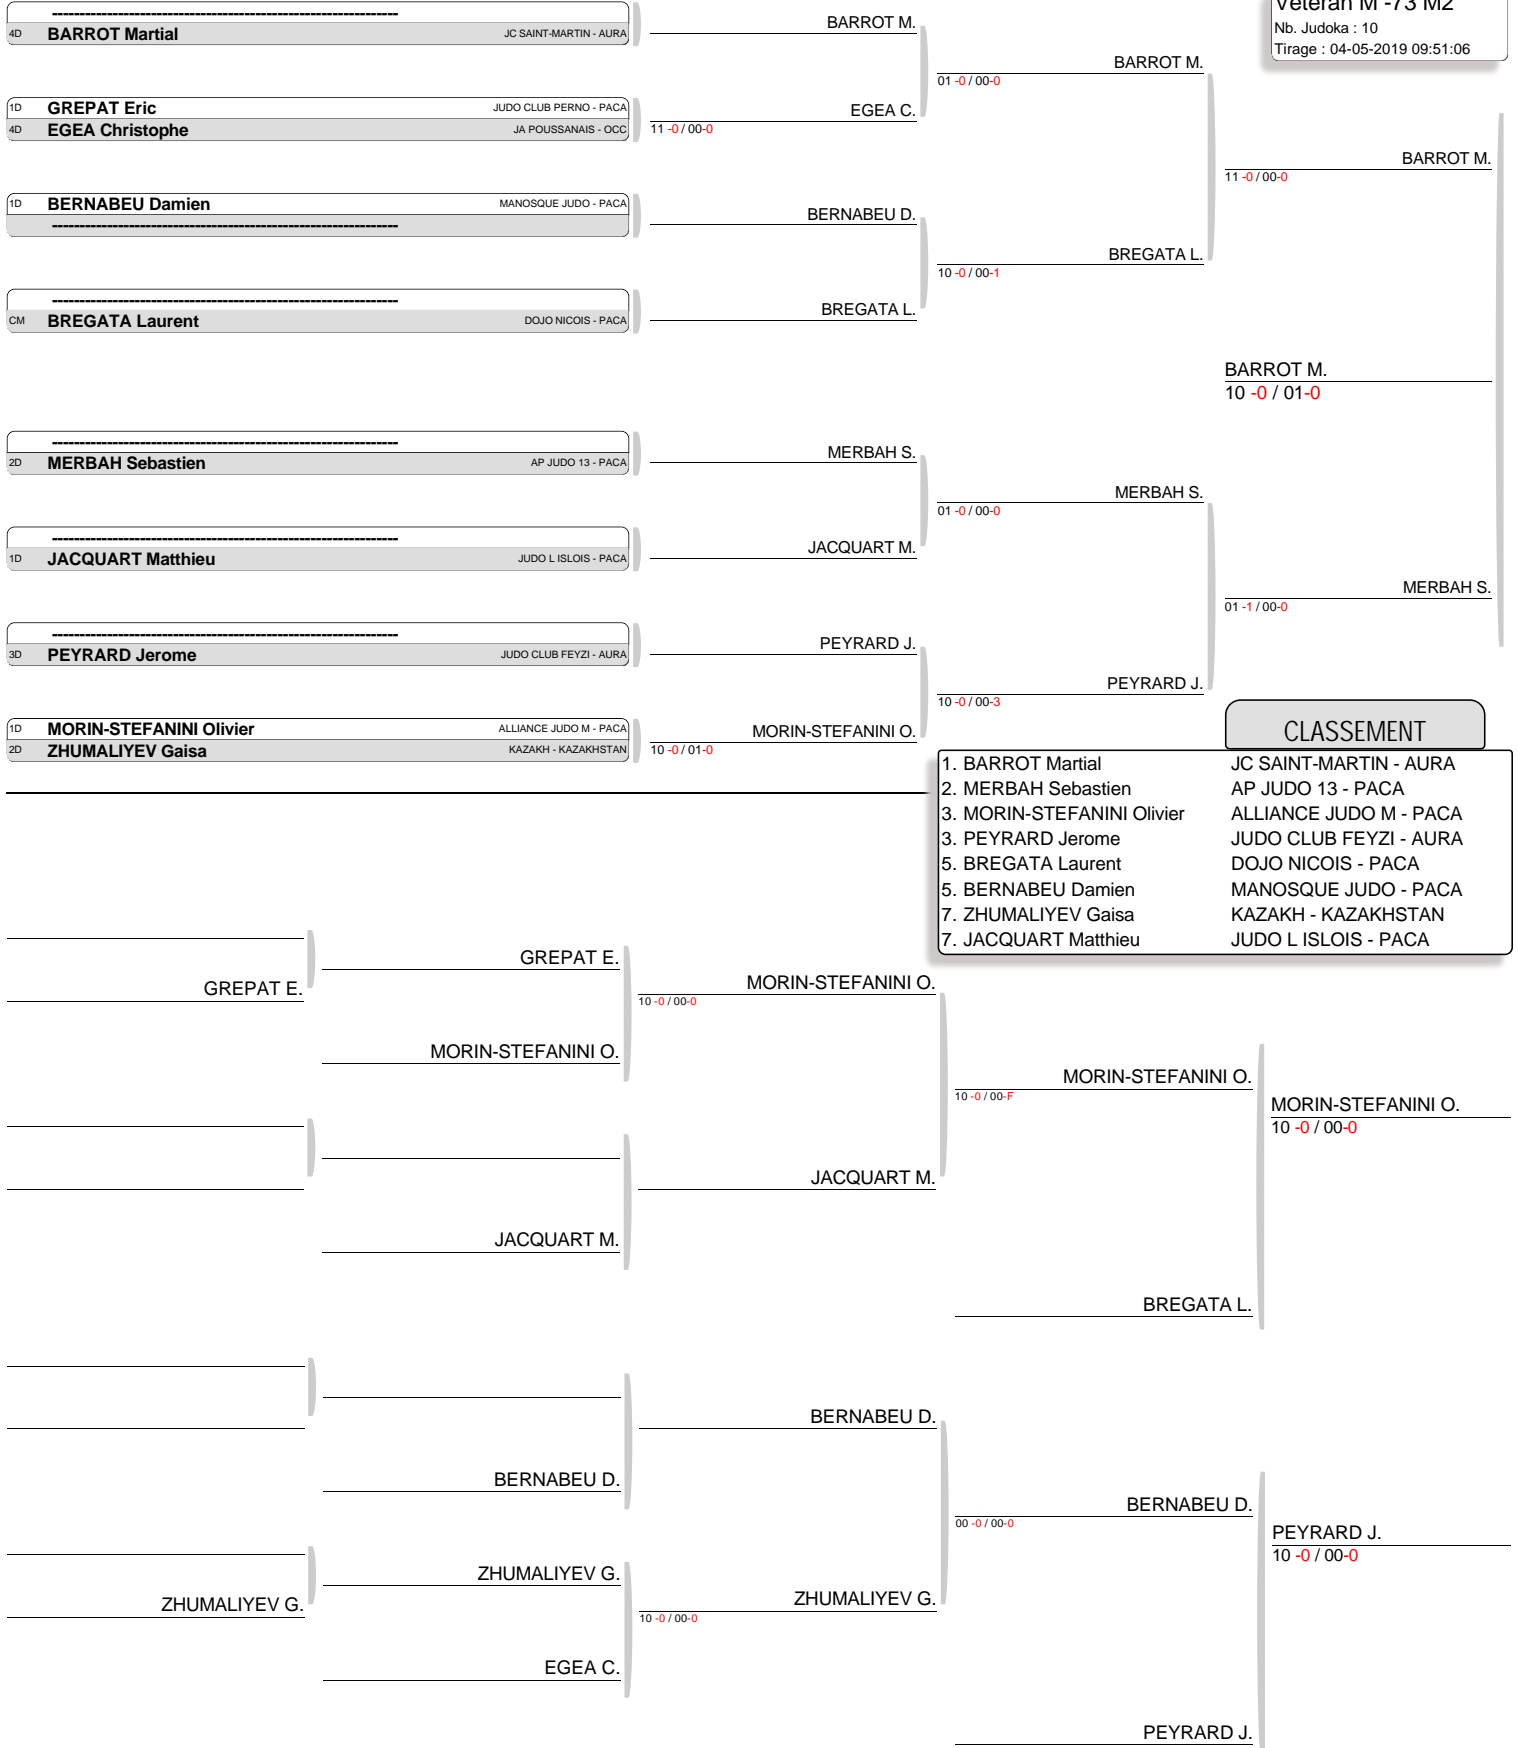 Veteran M -73 M2
Nb. Judoka : 10
Tirage : 04-05-2019 09:51:06
----------------------------------------------------------------
4D BARROT Martial JC SAINT-MARTIN - AURA
1D GREPAT Eric JUDO CLUB PERNO - PACA
4D EGEA Christophe JA POUSSANAIS - OCC
1D BERNABEU Damien MANOSQUE JUDO - PACA
----------------------------------------------------------------
----------------------------------------------------------------
CM BREGATA Laurent DOJO NICOIS - PACA
----------------------------------------------------------------
2D MERBAH Sebastien AP JUDO 13 - PACA
----------------------------------------------------------------
1D JACQUART Matthieu JUDO L ISLOIS - PACA
----------------------------------------------------------------
3D PEYRARD Jerome JUDO CLUB FEYZI - AURA
1D MORIN-STEFANINI Olivier ALLIANCE JUDO M - PACA
2D ZHUMALIYEV Gaisa KAZAKH - KAZAKHSTAN
BARROT M.
EGEA C.
11 -0 / 00-0
BERNABEU D.
BREGATA L.
MERBAH S.
JACQUART M.
PEYRARD J.
MORIN-STEFANINI O.
10 -0 / 01-0
BARROT M.
01 -0 / 00-0
BREGATA L.
10 -0 / 00-1
MERBAH S.
01 -0 / 00-0
PEYRARD J.
10 -0 / 00-3
BARROT M.
11 -0 / 00-0
BARROT M.
10 -0 / 01-0
MERBAH S.
01 -1 / 00-0
CLASSEMENT
1. BARROT Martial JC SAINT-MARTIN - AURA
2. MERBAH Sebastien AP JUDO 13 - PACA
3. MORIN-STEFANINI Olivier ALLIANCE JUDO M - PACA
3. PEYRARD Jerome JUDO CLUB FEYZI - AURA
5. BREGATA Laurent DOJO NICOIS - PACA
5. BERNABEU Damien MANOSQUE JUDO - PACA
7. ZHUMALIYEV Gaisa KAZAKH - KAZAKHSTAN
7. JACQUART Matthieu JUDO L ISLOIS - PACA
GREPAT E.
ZHUMALIYEV G.
GREPAT E.
MORIN-STEFANINI O.
JACQUART M.
BERNABEU D.
ZHUMALIYEV G.
EGEA C.
MORIN-STEFANINI O.
10 -0 / 00-0
JACQUART M.
BERNABEU D.
ZHUMALIYEV G.
10 -0 / 00-0
MORIN-STEFANINI O.
10 -0 / 00-F
BREGATA L.
BERNABEU D.
00 -0 / 00-0
PEYRARD J.
MORIN-STEFANINI O.
10 -0 / 00-0
PEYRARD J.
10 -0 / 00-0